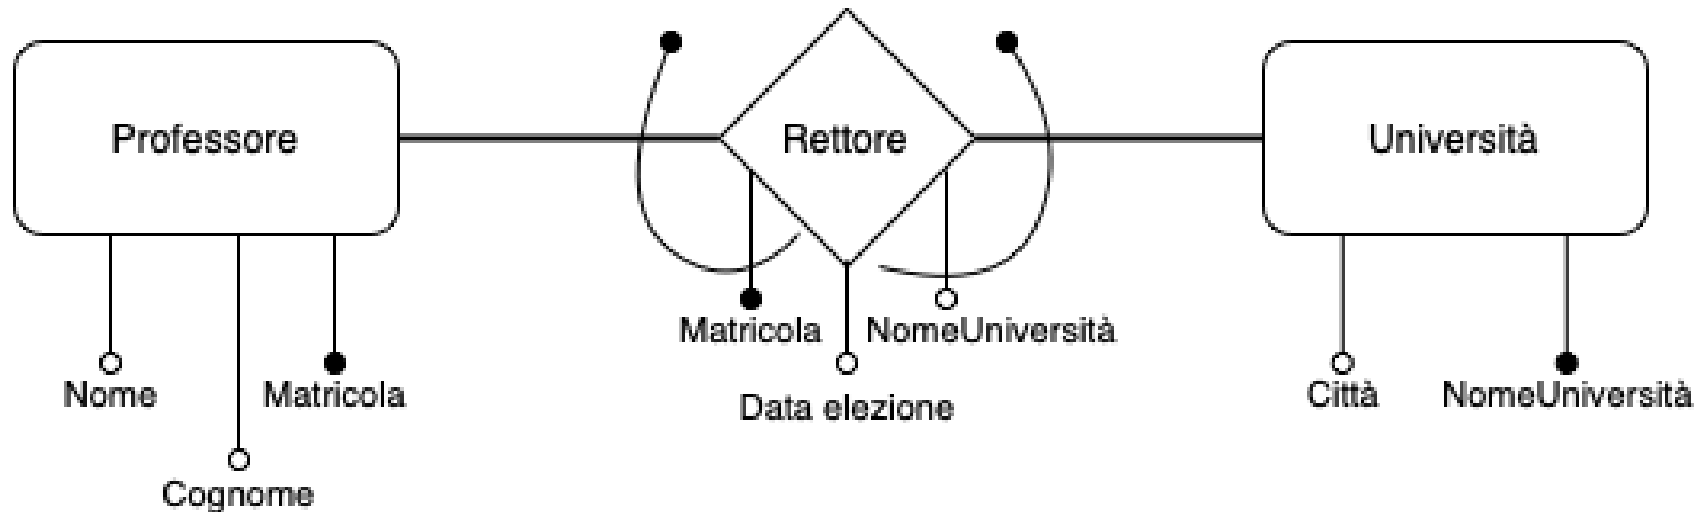 Professore
Rettore
Università
Matricola
NomeUniversità
Nome
Matricola
Data elezione
Città
NomeUniversità
Cognome